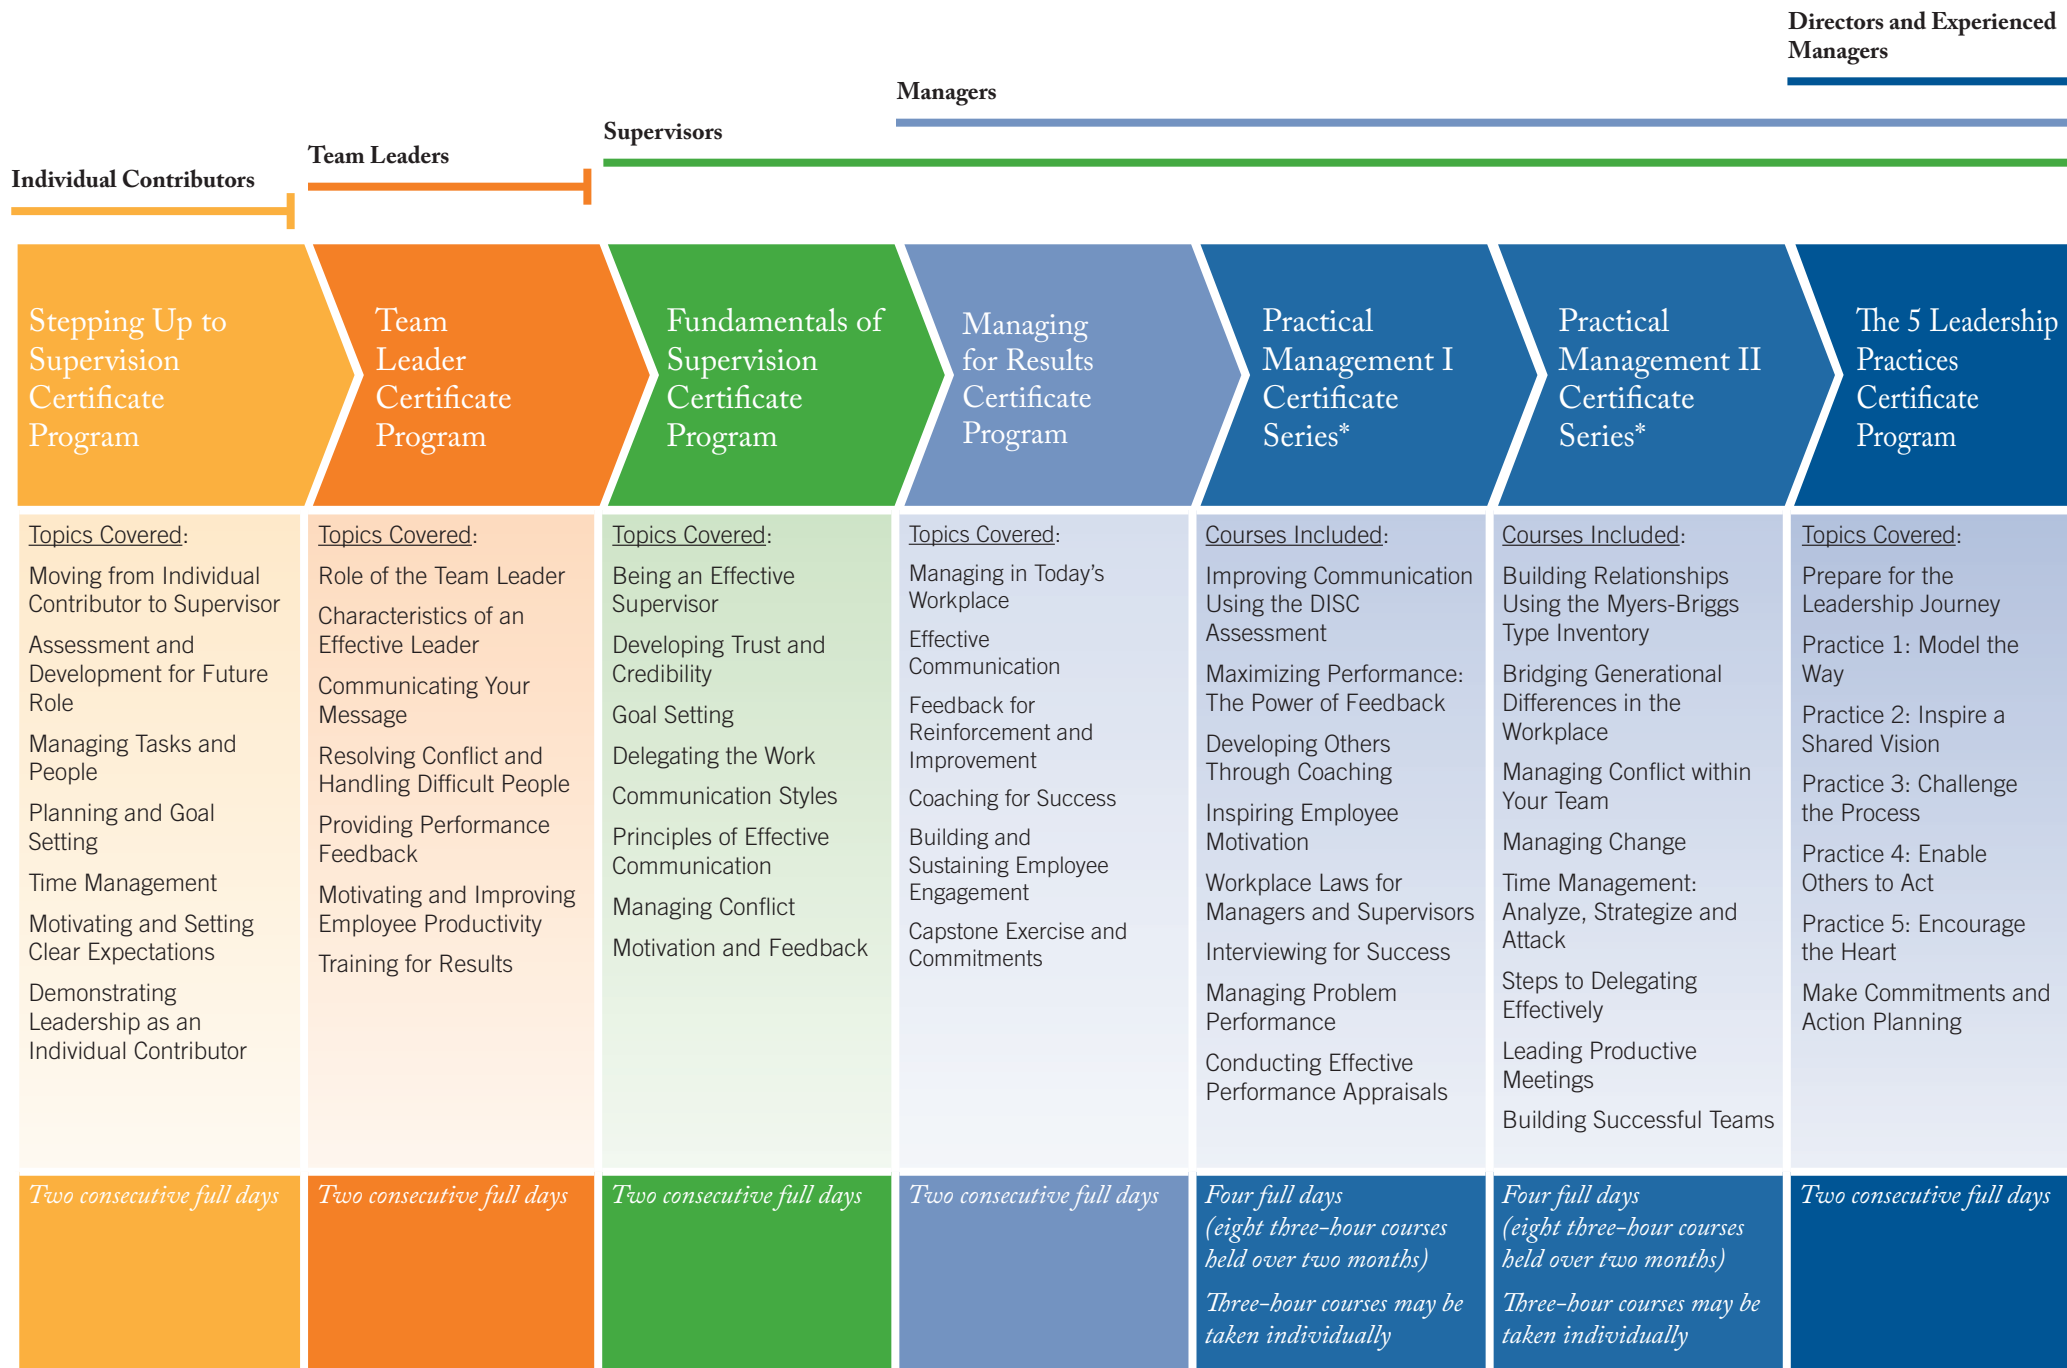 Directors and Experienced
Managers
Managers
Supervisors
Team Leaders
Individual Contributors
Stepping Up to
Supervision
Certificate
Program
Team
Leader
Certificate
Program
Fundamentals of
Supervision
Certificate
Program
Managing
for Results
Certificate
Program
Practical
Management I
Certificate
Series*
Practical
Management II
Certificate
Series*
The 5 Leadership
Practices
Certificate
Program
Topics Covered:
Moving from Individual
Contributor to Supervisor
Assessment and
Development for Future
Role
Managing Tasks and
People
Planning and Goal
Setting
Time Management
Motivating and Setting
Clear Expectations
Demonstrating
Leadership as an
Individual Contributor
Topics Covered:
Role of the Team Leader
Characteristics of an
Effective Leader
Communicating Your
Message
Resolving Conflict and
Handling Difficult People
Providing Performance
Feedback
Motivating and Improving
Employee Productivity
Training for Results
Topics Covered:
Being an Effective
Supervisor
Developing Trust and
Credibility
Goal Setting
Delegating the Work
Communication Styles
Principles of Effective
Communication
Managing Conflict
Motivation and Feedback
Topics Covered:
Managing in Today's
Workplace
Effective
Communication
Feedback for
Reinforcement and
Improvement
Coaching for Success
Building and
Sustaining Employee
Engagement
Capstone Exercise and
Commitments
Courses Included:
Improving Communication
Using the DISC
Assessment
Maximizing Performance:
The Power of Feedback
Developing Others
Through Coaching
Inspiring Employee
Motivation
Workplace Laws for
Managers and Supervisors
Interviewing for Success
Managing Problem
Performance
Conducting Effective
Performance Appraisals
Courses Included:
Building Relationships
Using the Myers-Briggs
Type Inventory
Bridging Generational
Differences in the
Workplace
Managing Conflict within
Your Team
Managing Change
Time Management:
Analyze, Strategize and
Attack
Steps to Delegating
Effectively
Leading Productive
Meetings
Building Successful Teams
Topics Covered:
Prepare for the
Leadership Journey
Practice 1: Model the
Way
Practice 2: Inspire a
Shared Vision
Practice 3: Challenge
the Process
Practice 4: Enable
Others to Act
Practice 5: Encourage
the Heart
Make Commitments and
Action Planning
Two consecutive full days
Two consecutive full days
Two consecutive full days
Two consecutive full days
Four full days
(eight three-hour courses
held over two months)
Three-hour courses may be
taken individually
Four full days
(eight three-hour courses
held over two months)
Three-hour courses may be
taken individually
Two consecutive full days